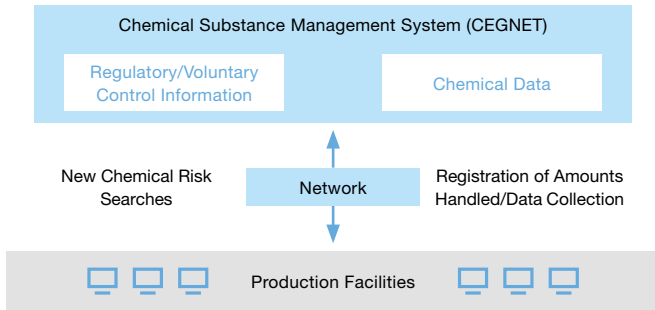 Chemical Substance Management System (CEGNET)
Regulatory/Voluntary
Control Information
Chemical Data
New Chemical Risk
Searches
Network
Registration of Amounts
Handled/Data Collection
Production Facilities